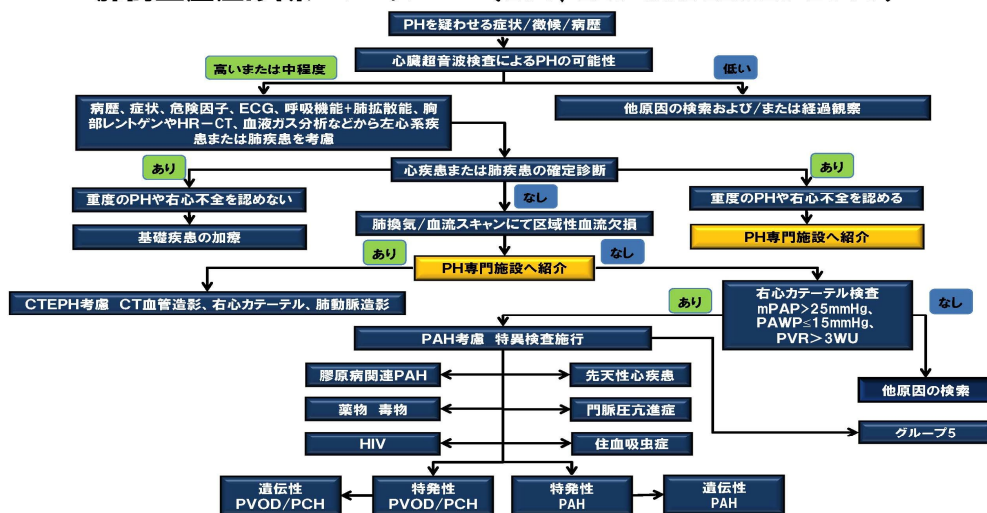 PHを疑わせる症状/徴候/病歴
心臓超音波検査によるPHの可能性
高いまたは中程度
低い
病歴、症状、危険因子、ECG、呼吸機能+肺拡散能、胸
部レントゲンやHR－CT、血液ガス分析などから左心系疾
患または肺疾患を考慮
他原因の検索および/または経過観察
あり
心疾患または肺疾患の確定診断
あり
重度のPHや右心不全を認めない
なし
重度のPHや右心不全を認める
基礎疾患の加療
肺換気/血流スキャンにて区域性血流欠損
PH専門施設へ紹介
あり
PH専門施設へ紹介
なし
CTEPH考慮 CT血管造影、右心カテーテル、肺動脈造影
あり
右心カテーテル検査
mPAP>25mmHg、
PAWP≤15mmHg、
PVR>3WU
なし
PAH考慮 特異検査施行
膠原病関連PAH
先天性心疾患
他原因の検索
薬物 毒物
門脈圧亢進症
HIV
住血吸虫症
グループ5
遺伝性
PVOD/PCH
特発性
PVOD/PCH
特発性
PAH
遺伝性
PAH